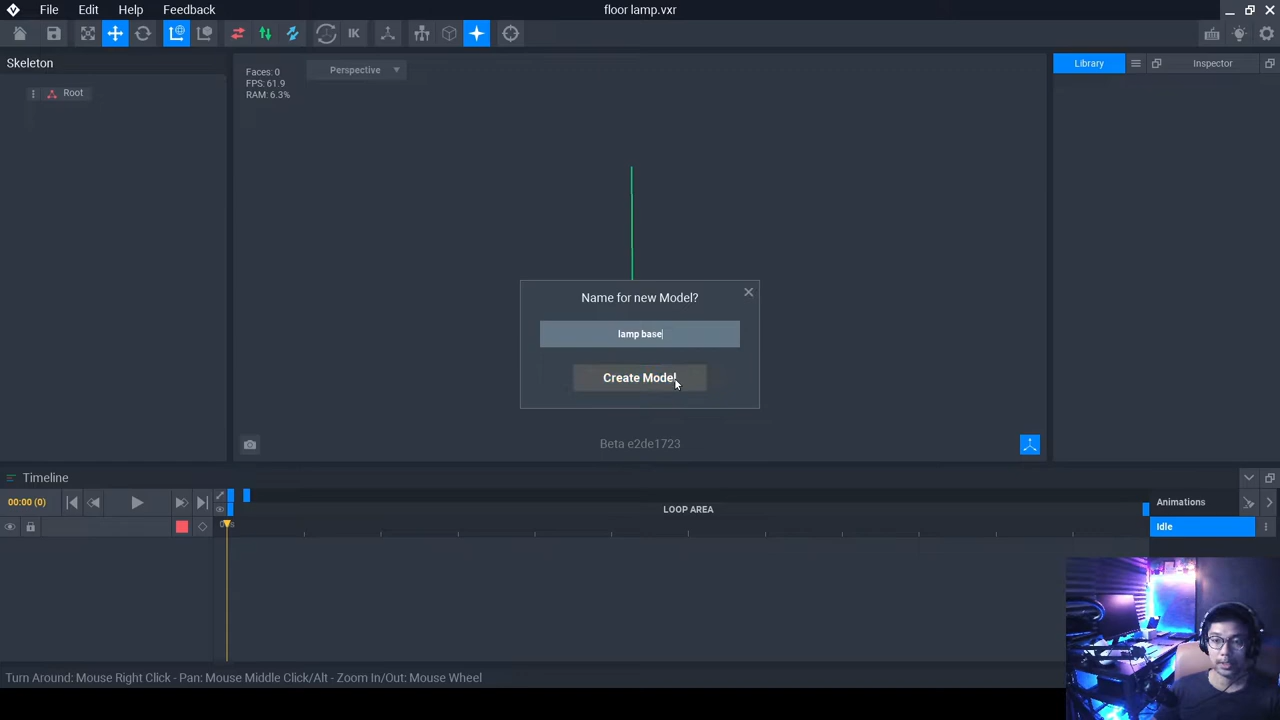 File Edit Help Feedback floor lamp.vxr
IK
Skeleton
Library Inspector
Faces: 0
FPS: 61.9
RAM: 6.3%
Perspective
Root
Name for new Model?
lamp base
Create Model
Beta e2de1723
Timeline
00:00 (0)
LOOP AREA
Animations
Idle
Turn Around: Mouse Right Click - Pan: Mouse Middle Click/Alt - Zoom In/Out: Mouse Wheel